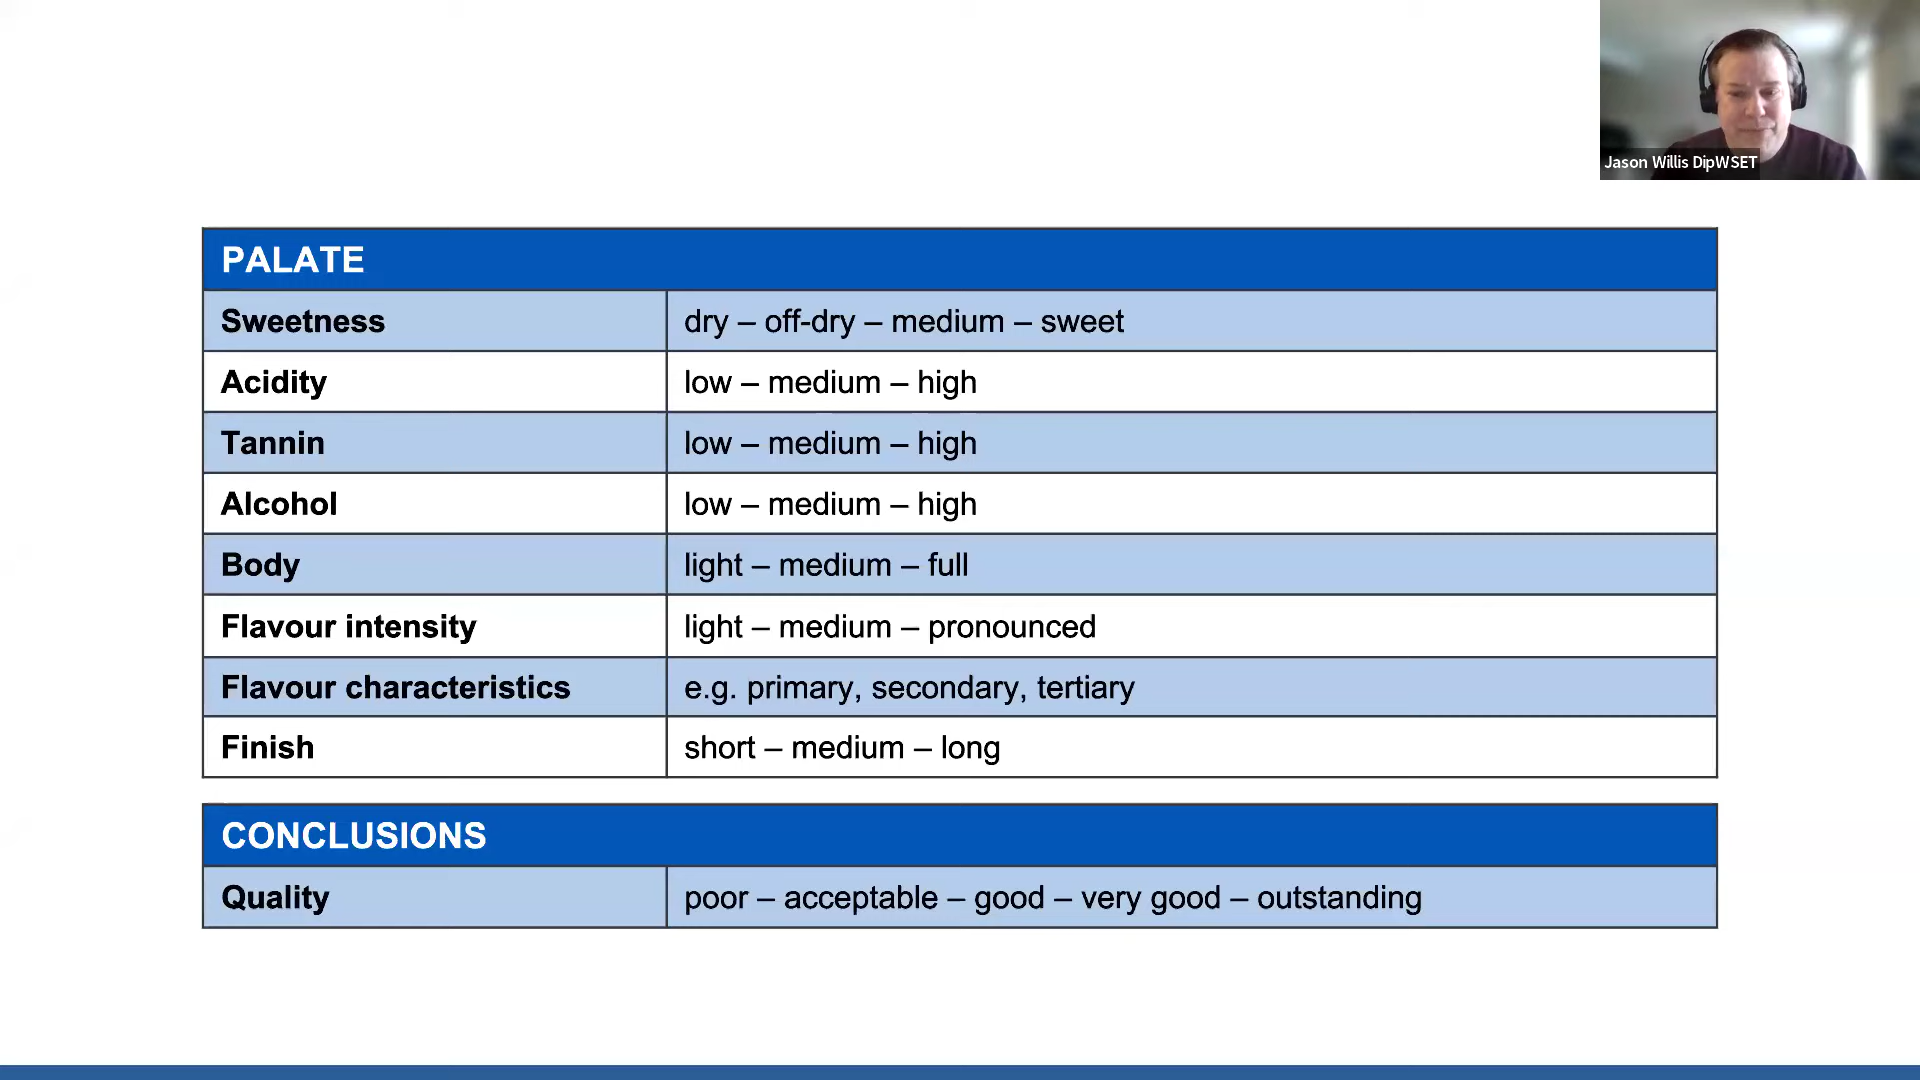 Jason Willis DipWSET
PALATE
Sweetness dry – off-dry – medium – sweet
Acidity low – medium – high
Tannin low – medium – high
Alcohol low – medium – high
Body light – medium – full
Flavour intensity light – medium – pronounced
Flavour characteristics e.g. primary, secondary, tertiary
Finish short – medium – long
CONCLUSIONS
Quality poor – acceptable – good – very good – outstanding